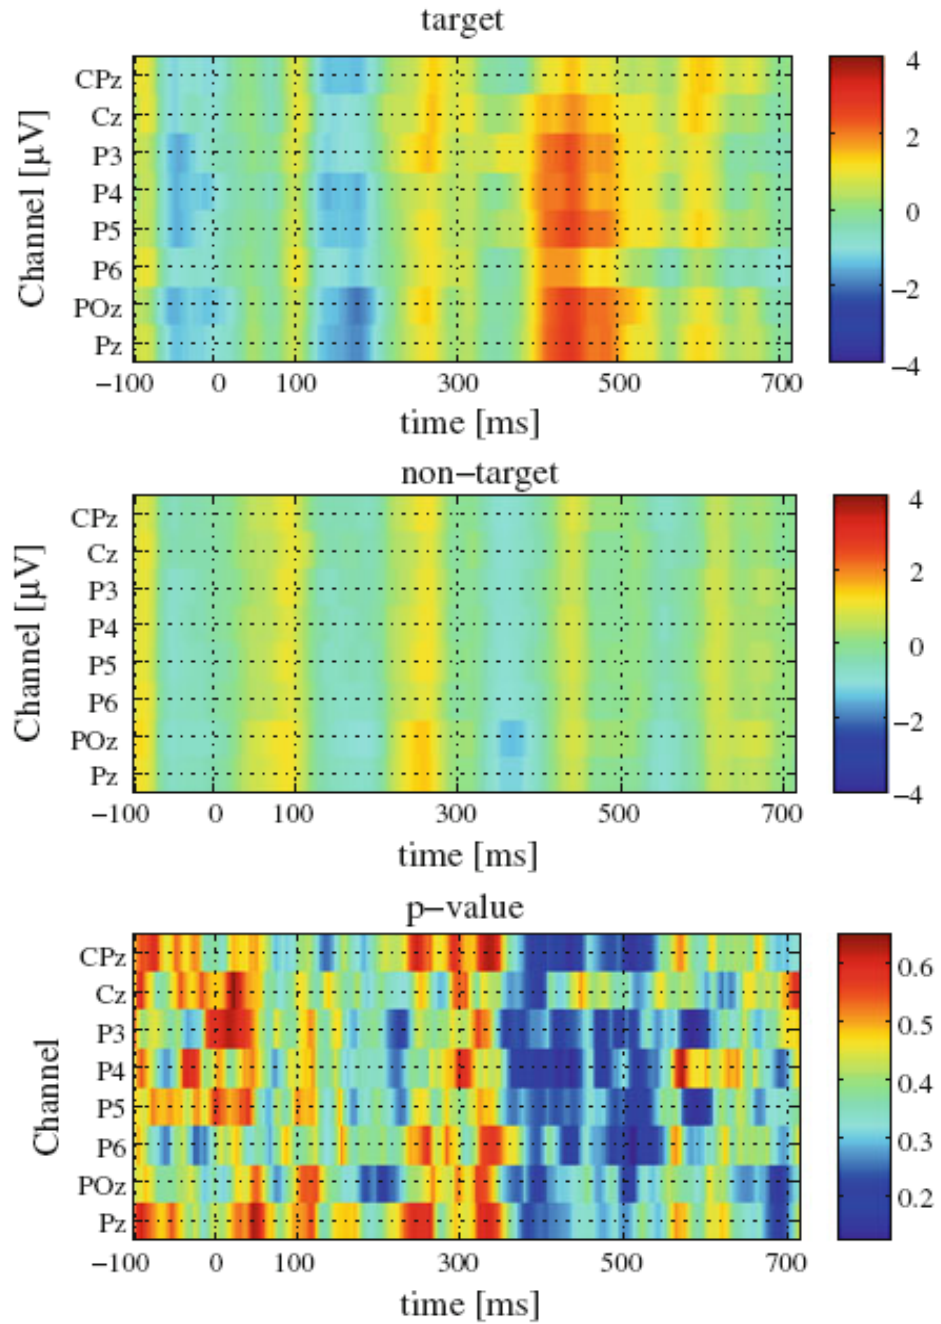 target
Channel [µV]
CPz
Cz
P3
P4
P5
P6
POz
Pz
−100 0 100 300 500 700
time [ms]
4
2
0
−2
−4
non−target
Channel [µV]
CPz
Cz
P3
P4
P5
P6
POz
Pz
−100 0 100 300 500 700
time [ms]
4
2
0
−2
−4
p−value
Channel
CPz
Cz
P3
P4
P5
P6
POz
Pz
−100 0 100 300 500 700
time [ms]
0.6
0.5
0.4
0.3
0.2